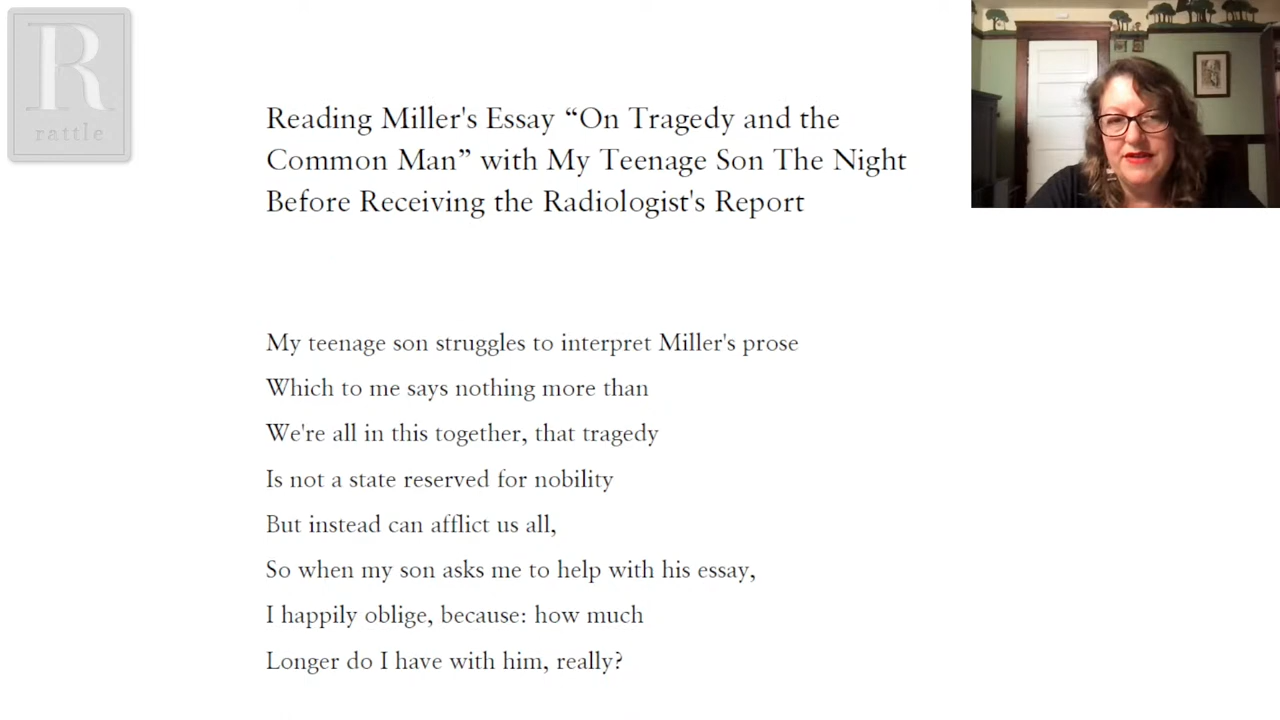 R
rattle
Reading Miller's Essay “On Tragedy and the
Common Man” with My Teenage Son The Night
Before Receiving the Radiologist's Report
My teenage son struggles to interpret Miller's prose
Which to me says nothing more than
We're all in this together, that tragedy
Is not a state reserved for nobility
But instead can afflict us all,
So when my son asks me to help with his essay,
I happily oblige, because: how much
Longer do I have with him, really?